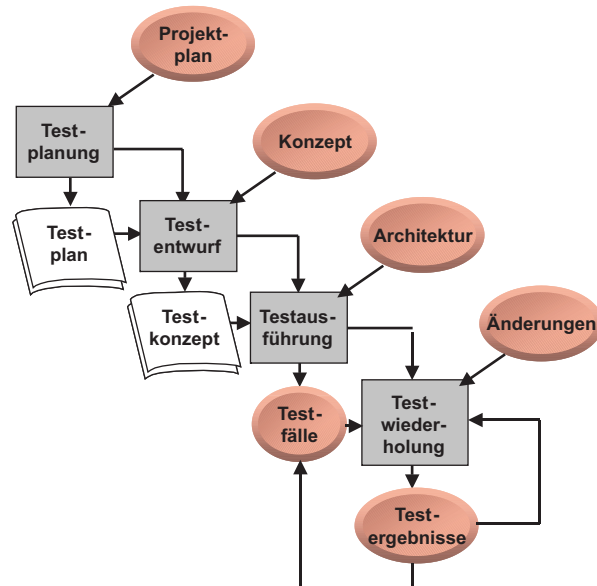 Projekt-
plan
Test-
planung
Konzept
Test-
plan
Test-
entwurf
Architektur
Test-
konzept
Testaus-
führung
Änderungen
Test-
fälle
Test-
wieder-
holung
Test-
ergebnisse